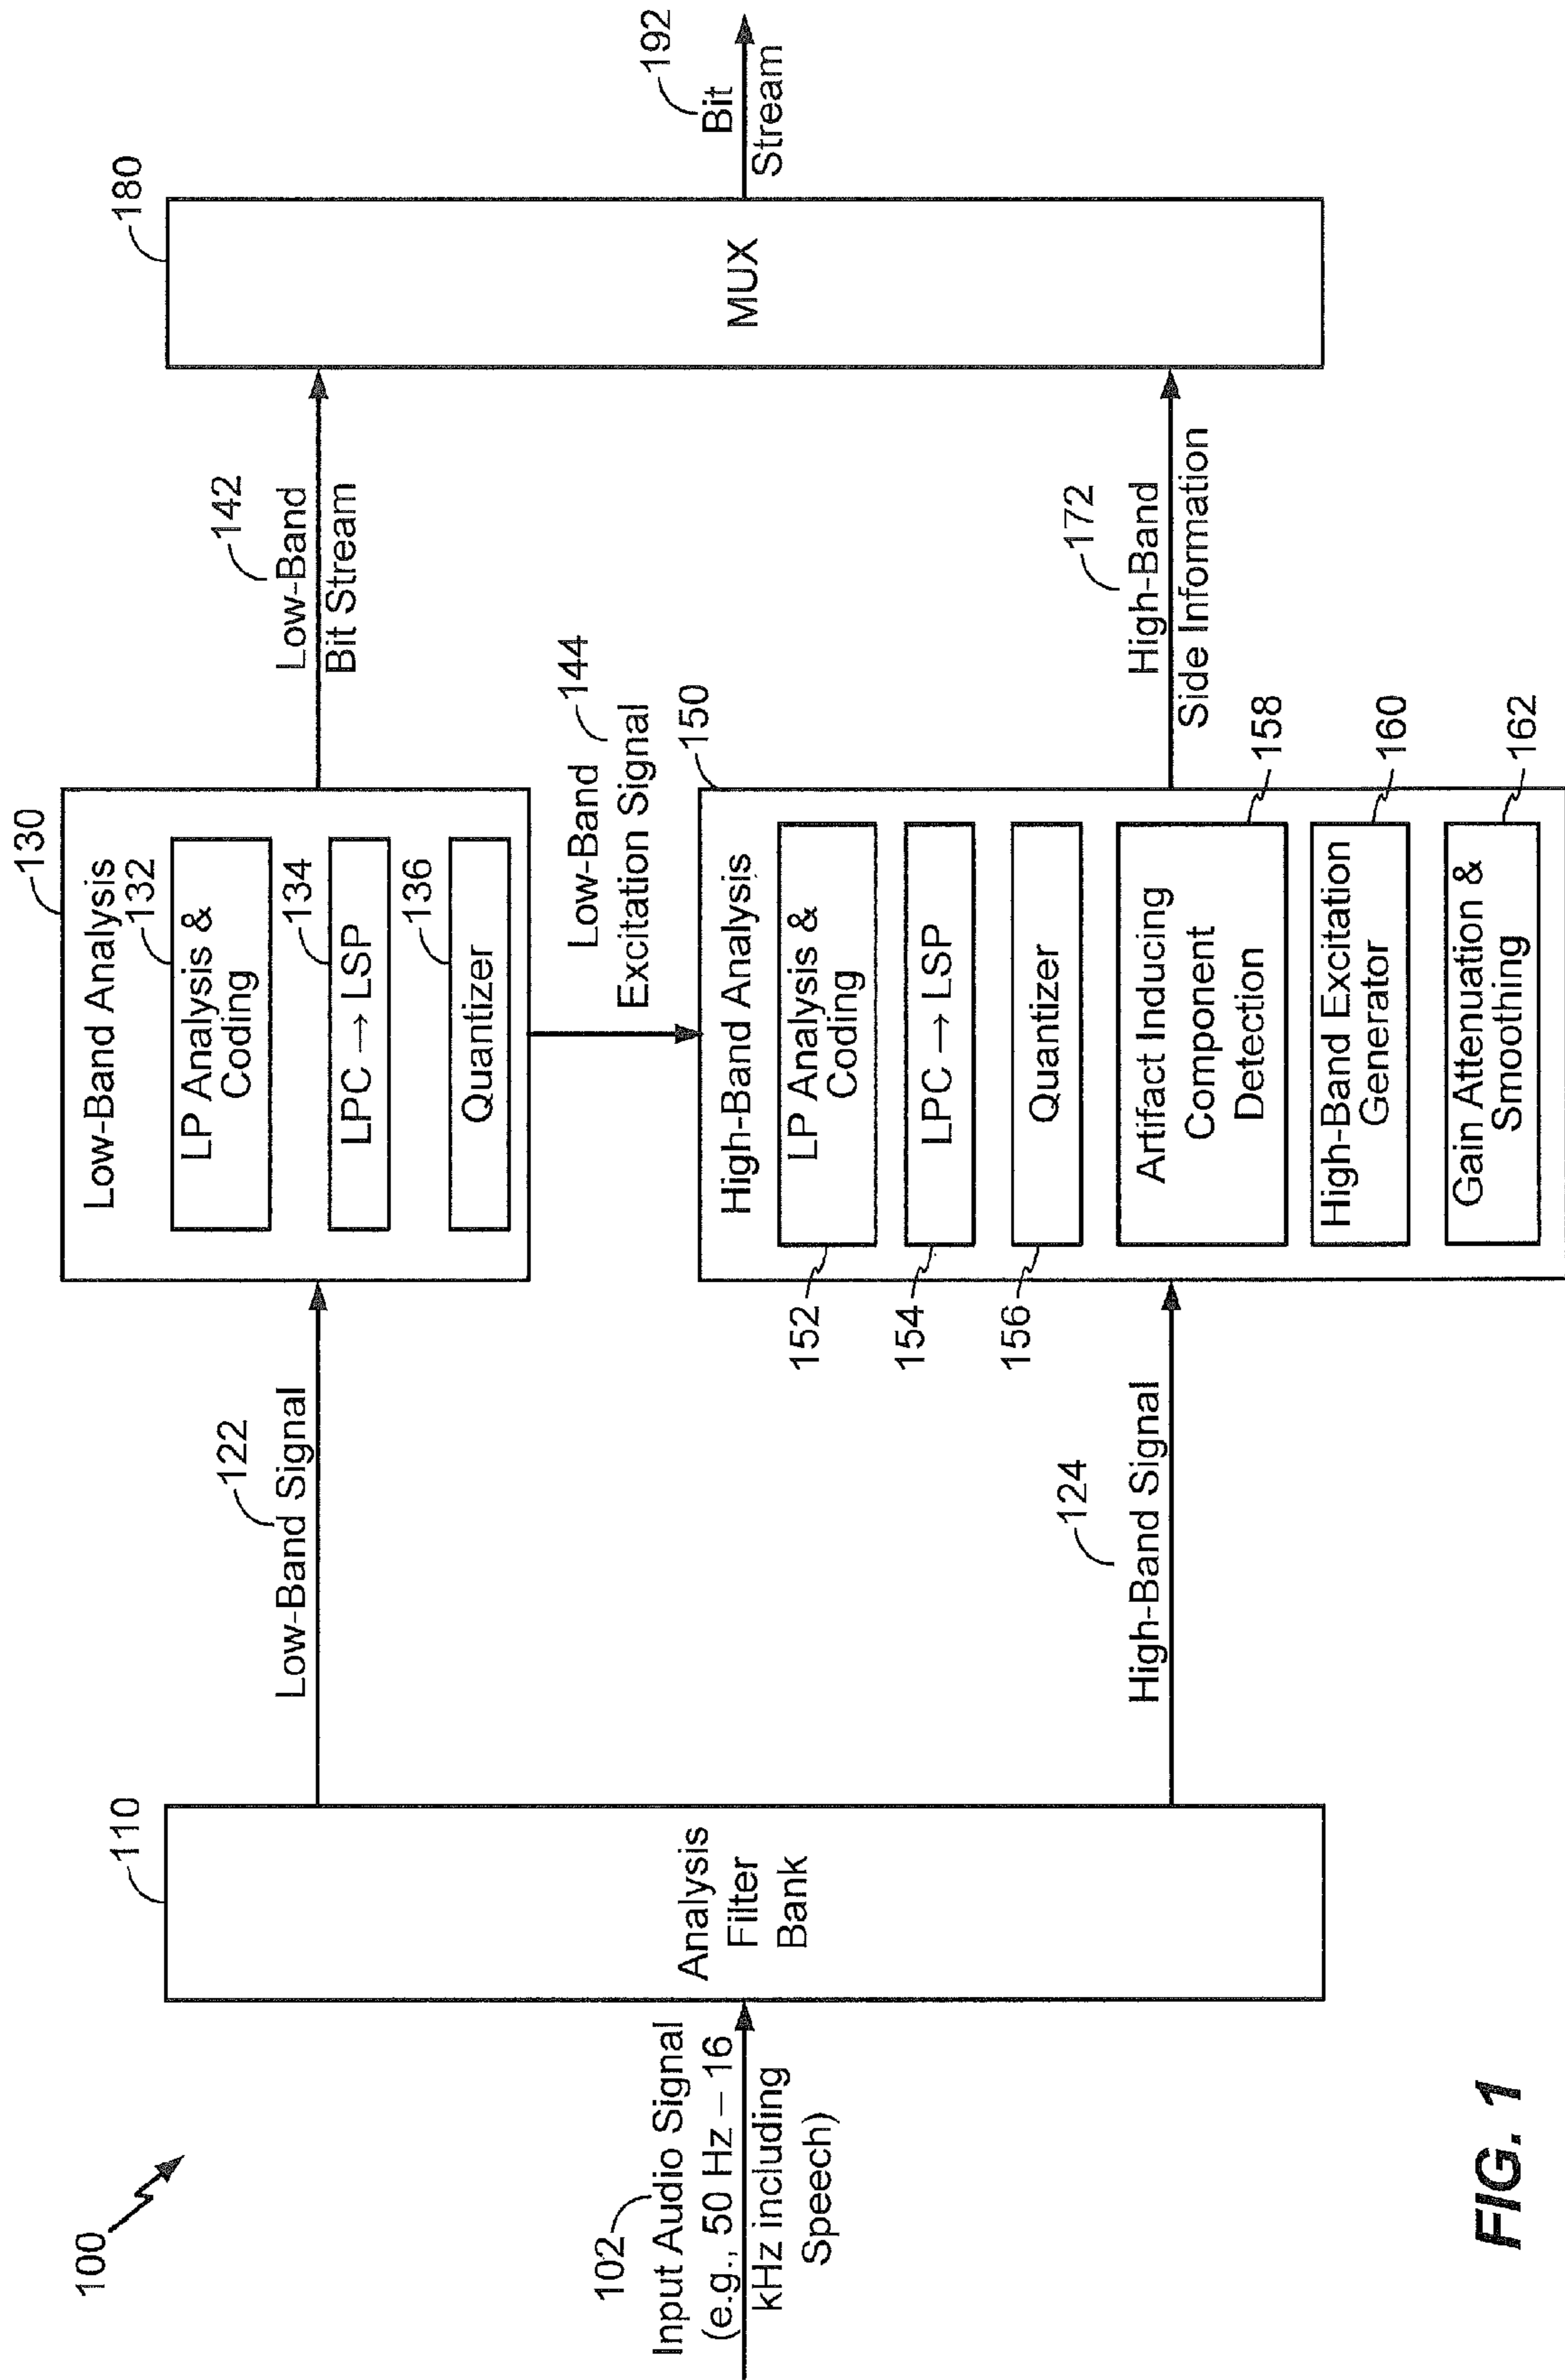 100
102
Input Audio Signal
(e.g., 50 Hz – 16
kHz including
Speech)
110
Analysis
Filter
Bank
122
Low-Band Signal
124
High-Band Signal
130
Low-Band Analysis
132
LP Analysis &
Coding
134
LPC → LSP
136
Quantizer
Low-Band
Excitation Signal
144
150
High-Band Analysis
LP Analysis &
Coding
152
LPC → LSP
154
Quantizer
156
Artifact Inducing
Component
Detection
158
High-Band Excitation
Generator
160
Gain Attenuation &
Smoothing
162
142
Low-Band
Bit Stream
172
High-Band
Side Information
180
MUX
192
Bit
Stream
FIG. 1